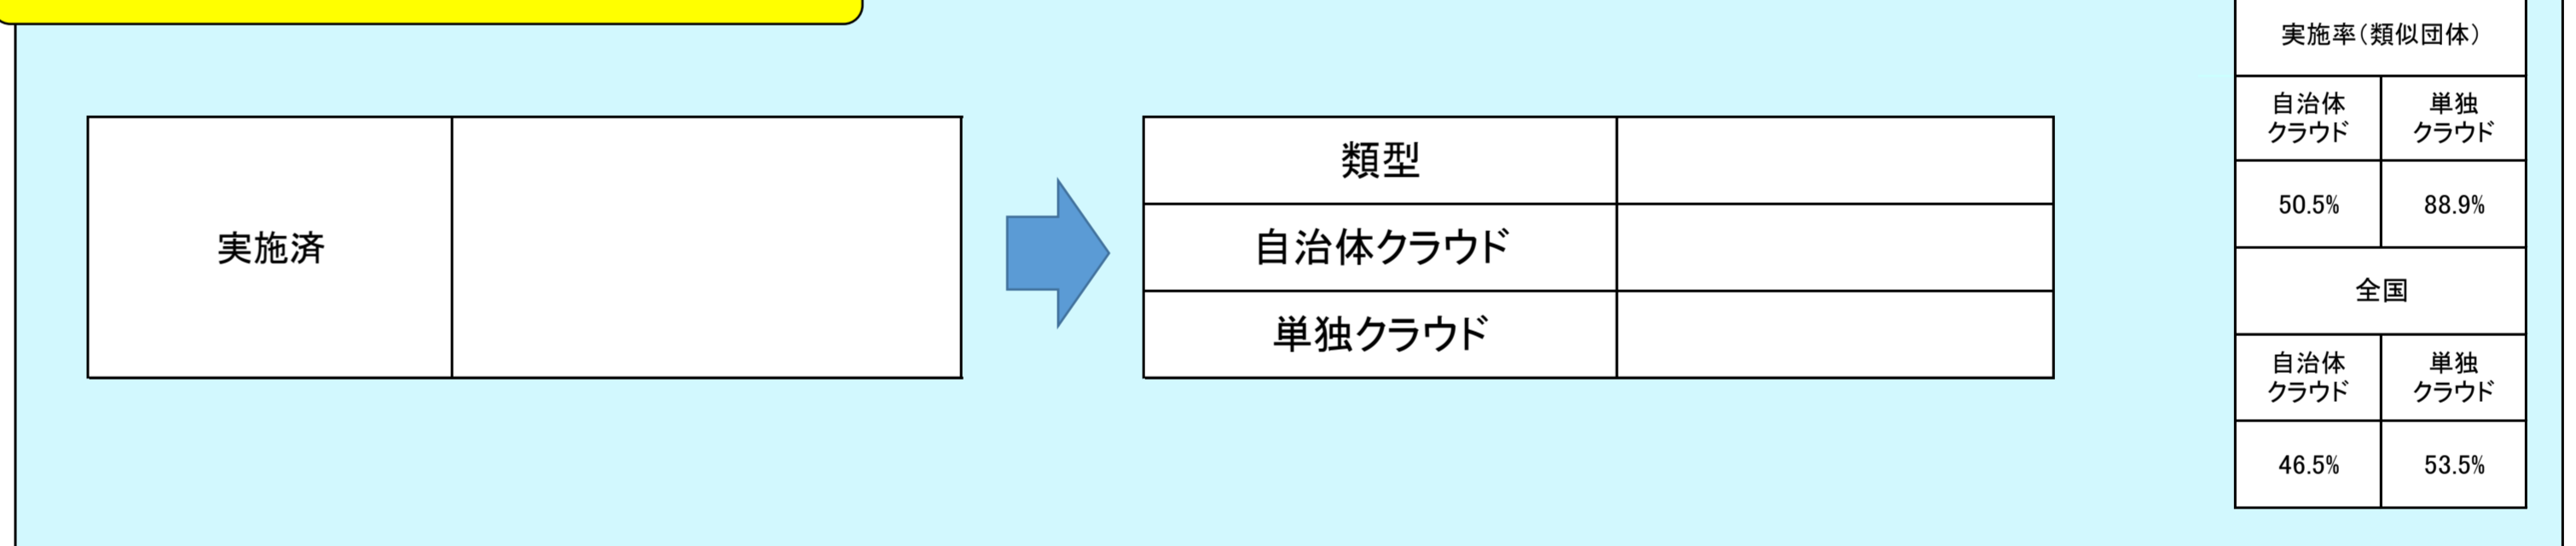 実施済
類型
自治体クラウド
単独クラウド
実施率（類似団体）
自治体
クラウド
単独
クラウド
50.5%
88.9%
全国
自治体
クラウド
単独
クラウド
46.5%
53.5%